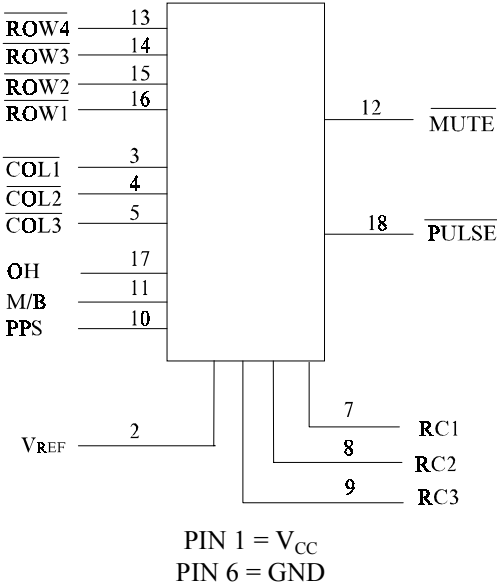 ROW4 13
ROW3 14
ROW2 15
ROW1 16
12 MUTE
COL1 3
COL2 4
COL3 5
18 PULSE
OH 17
M/B 11
PPS 10
VREF 2
7 RC1
8 RC2
9 RC3
PIN 1 = VCC
PIN 6 = GND